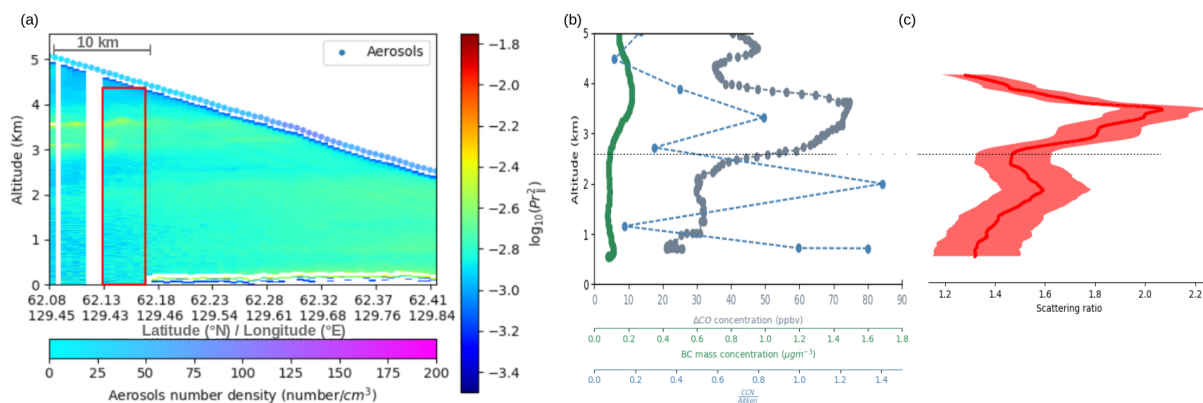 (a)
10 km
Aerosols
Altitude (Km)
5
4
3
2
1
0
62.08 62.13 62.18 62.23 62.28 62.32 62.37 62.41
129.45 129.43 129.46 129.54 129.61 129.68 129.76 129.84
Latitude (°N) / Longitude (°E)
0 25 50 75 100 125 150 175 200
Aerosols number density (number/cm³)
−1.8
−2.0
−2.2
−2.4
−2.6
−2.8
−3.0
−3.2
−3.4
log₁₀(Pr²∥)
(b)
Altitude (km)
5
4
3
2
1
0
0 10 20 30 40 50 60 70 80 90
ΔCO concentration (ppbv)
0.0 0.2 0.4 0.6 0.8 1.0 1.2 1.4 1.6 1.8
BC mass concentration (μgm⁻³)
0.0 0.2 0.4 0.6 0.8 1.0 1.2 1.4
CCN
Aitken
(c)
1.2 1.4 1.6 1.8 2.0 2.2
Scattering ratio